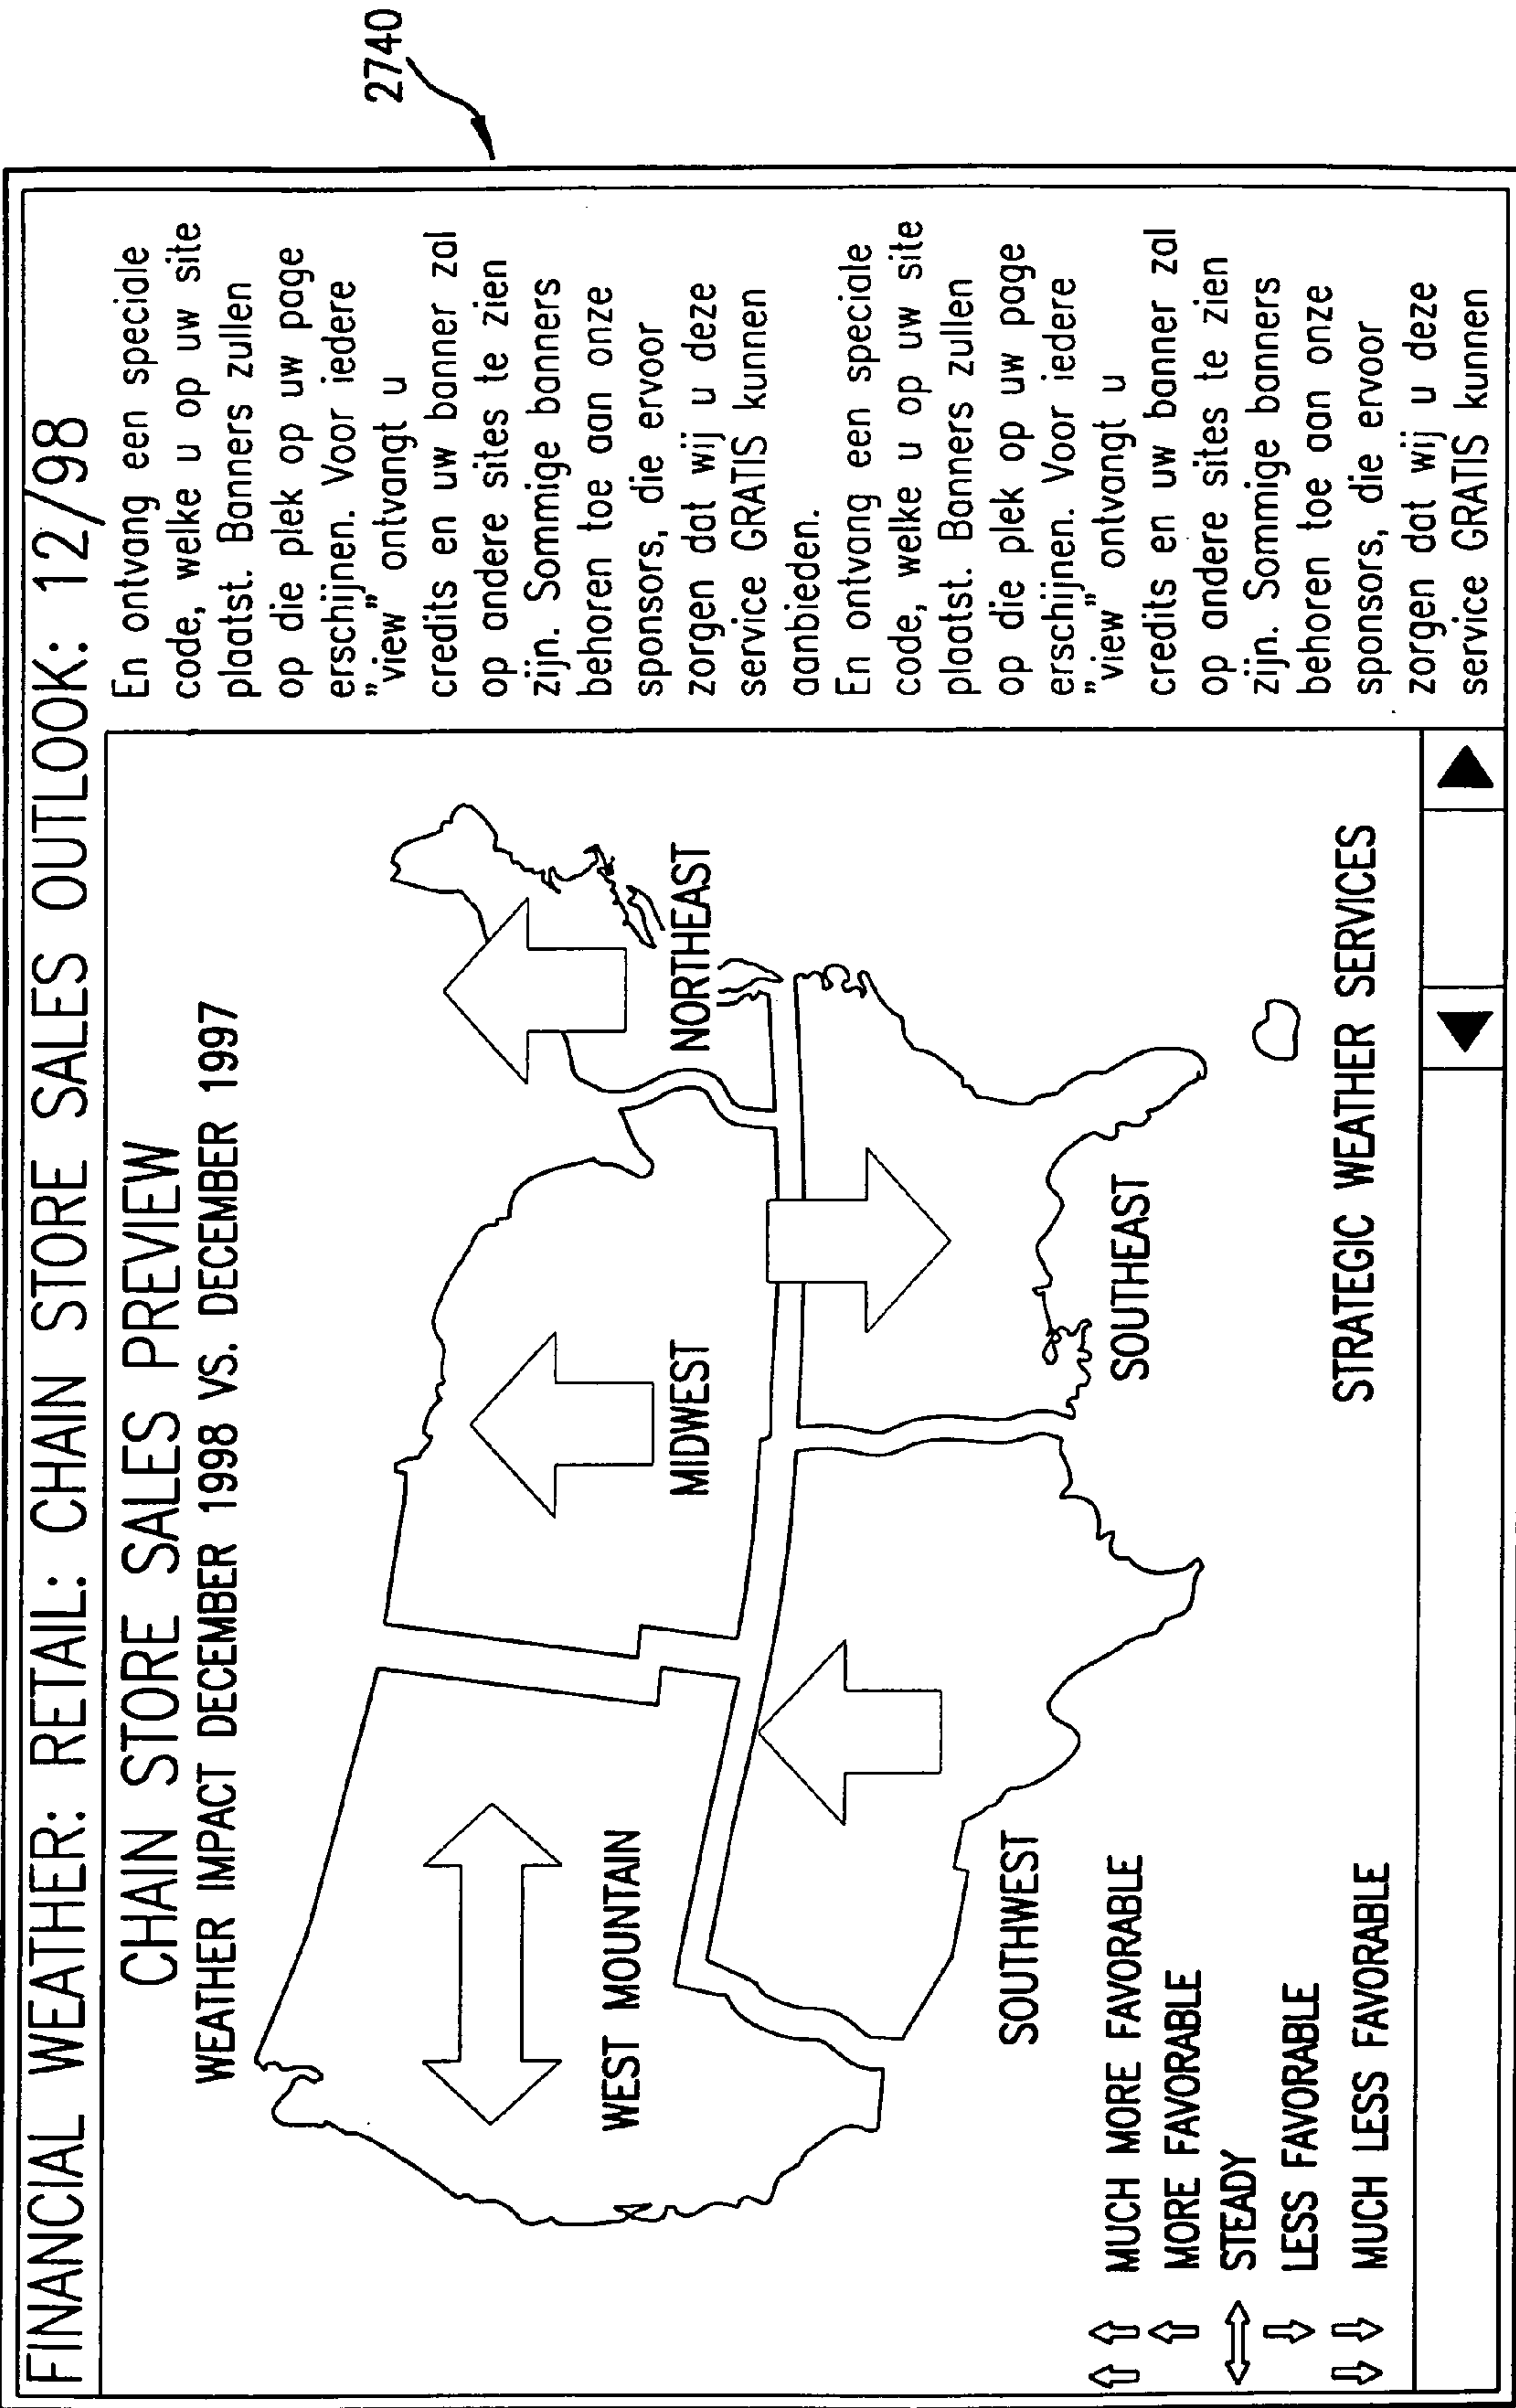 2740
FINANCIAL WEATHER: RETAIL: CHAIN STORE SALES OUTLOOK: 12/98
CHAIN STORE SALES PREVIEW
WEATHER IMPACT DECEMBER 1998 VS. DECEMBER 1997
WEST MOUNTAIN
MIDWEST
NORTHEAST
SOUTHWEST
SOUTHEAST
MUCH MORE FAVORABLE
MORE FAVORABLE
STEADY
LESS FAVORABLE
MUCH LESS FAVORABLE
STRATEGIC WEATHER SERVICES
En ontvang een speciale
code, welke u op uw site
plaatst. Banners zullen
op die plek op uw page
erschijnen. Voor iedere
"view" ontvangt u
credits en uw banner zal
op andere sites te zien
zijn. Sommige banners
behoren toe aan onze
sponsors, die ervoor
zorgen dat wij u deze
service GRATIS kunnen
aanbieden.
En ontvang een speciale
code, welke u op uw site
plaatst. Banners zullen
op die plek op uw page
erschijnen. Voor iedere
"view" ontvangt u
credits en uw banner zal
op andere sites te zien
zijn. Sommige banners
behoren toe aan onze
sponsors, die ervoor
zorgen dat wij u deze
service GRATIS kunnen